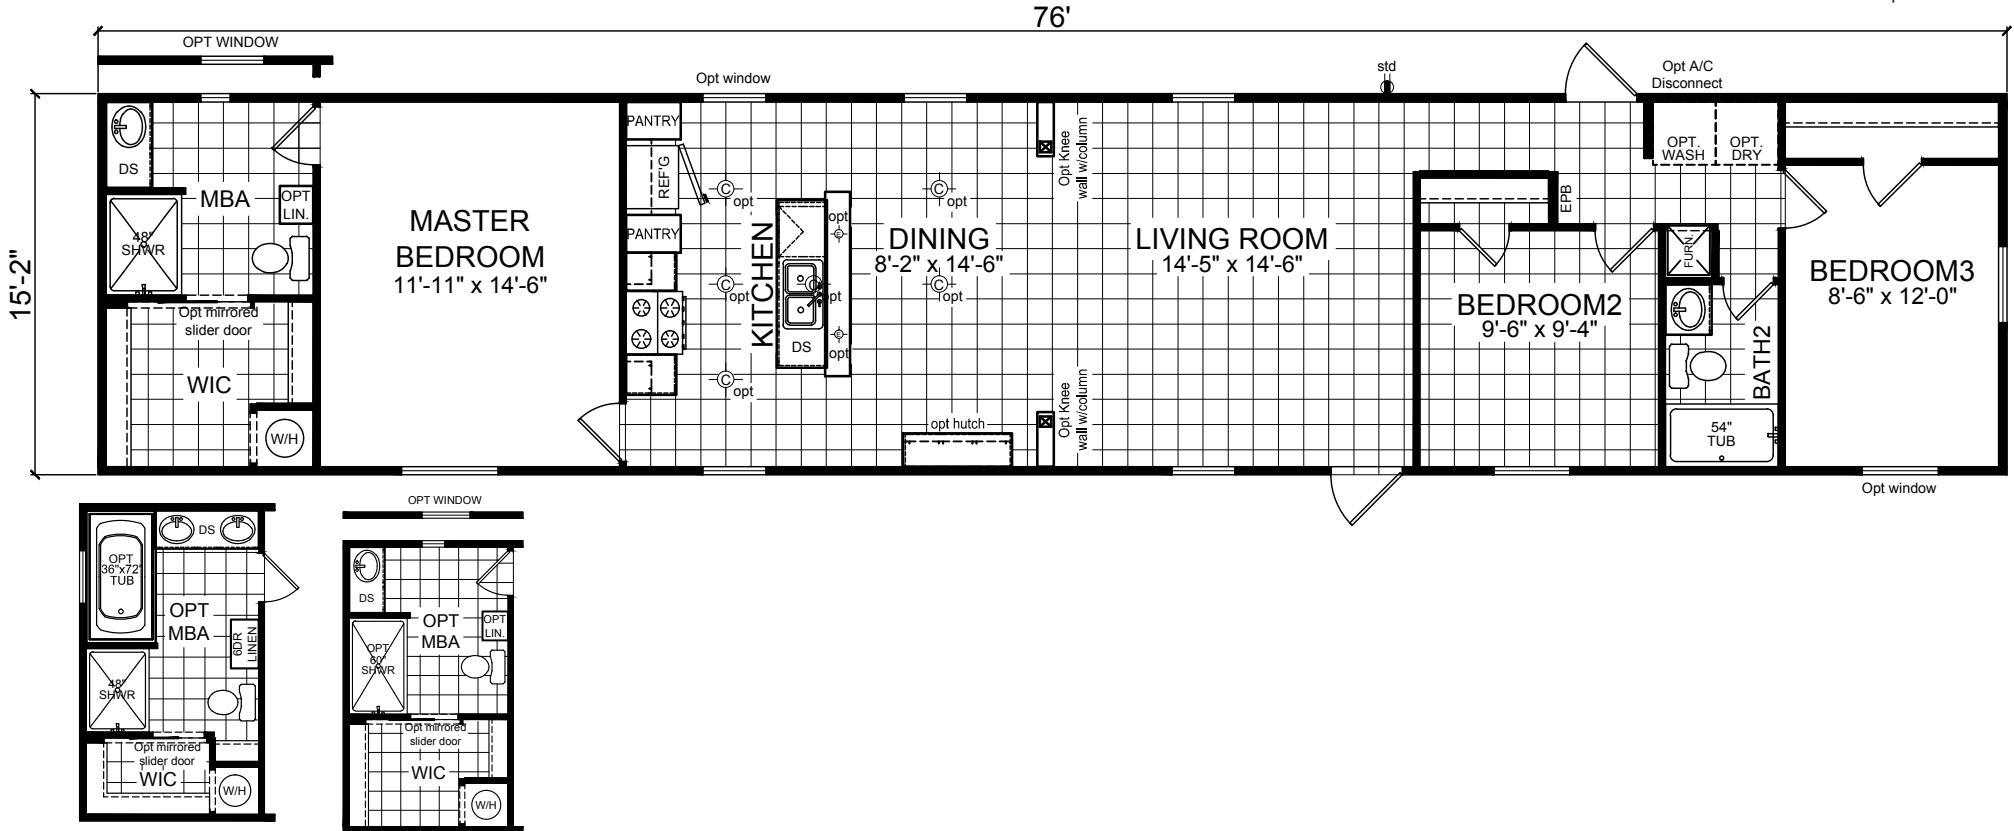 76'
OPT WINDOW
Opt window
std
Opt A/C
Disconnect
15'-2"
DS
MBA
OPT
LIN.
48"
SHWR
Opt mirrored
slider door
WIC
W/H
MASTER
BEDROOM
11'-11" x 14'-6"
PANTRY
REF'G
PANTRY
C
opt
C
opt
C
opt
KITCHEN
opt
E
DS
E
opt
C
opt
C
opt
DINING
8'-2" x 14'-6"
opt hutch
Opt Knee
wall w/column
Opt Knee
wall w/column
LIVING ROOM
14'-5" x 14'-6"
EPB
OPT.
WASH
OPT.
DRY
FURN.
BEDROOM2
9'-6" x 9'-4"
BATH2
54"
TUB
BEDROOM3
8'-6" x 12'-0"
Opt window
DS
OPT
36"x72"
TUB
OPT
MBA
6DR
LINEN
48"
SHWR
Opt mirrored
slider door
WIC
W/H
OPT WINDOW
DS
OPT
MBA
OPT
LIN.
OPT
60"
SHWR
Opt mirrored
slider door
WIC
W/H